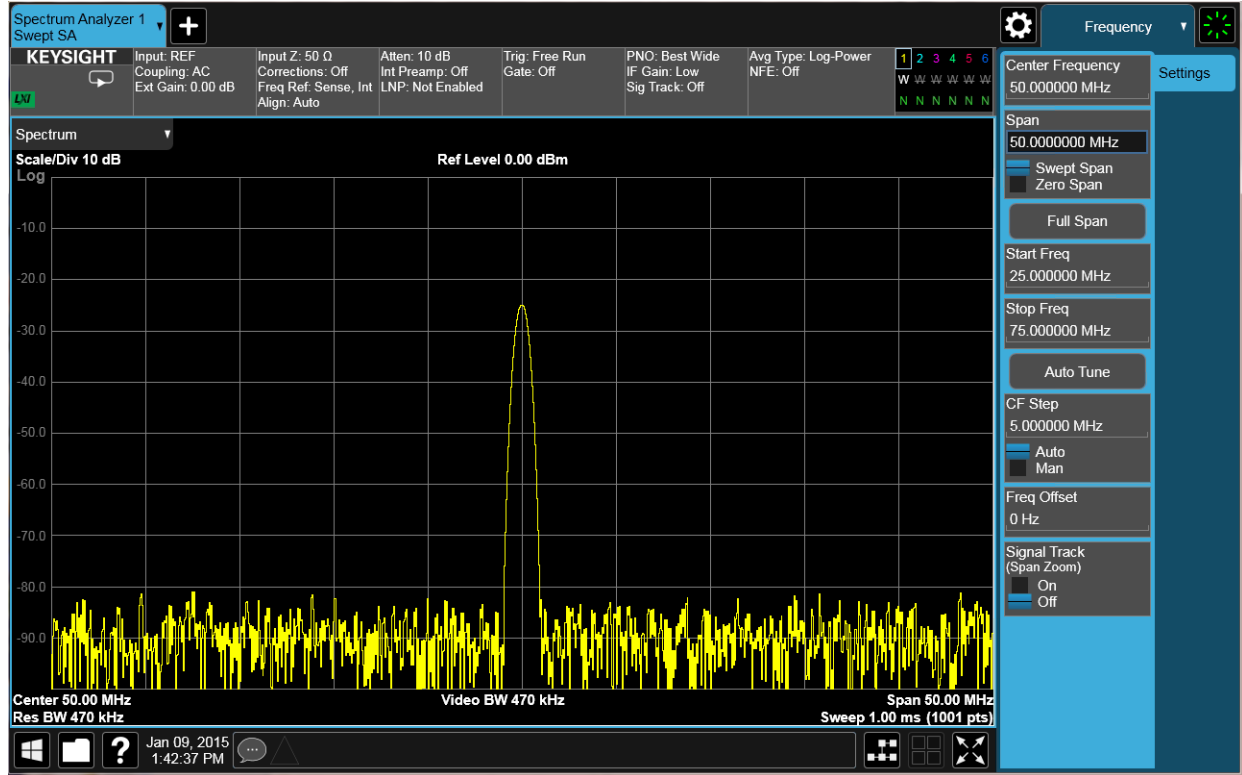 Spectrum Analyzer 1
Swept SA
+
Frequency
KEYSIGHT
LXI
Input: REF
Coupling: AC
Ext Gain: 0.00 dB
Input Z: 50 Ω
Corrections: Off
Freq Ref: Sense, Int
Align: Auto
Atten: 10 dB
Int Preamp: Off
LNP: Not Enabled
Trig: Free Run
Gate: Off
PNO: Best Wide
IF Gain: Low
Sig Track: Off
Avg Type: Log-Power
NFE: Off
1 2 3 4 5 6
W W W W W W
N N N N N N
Spectrum
Scale/Div 10 dB
Ref Level 0.00 dBm
Log
-10.0
-20.0
-30.0
-40.0
-50.0
-60.0
-70.0
-80.0
-90.0
Center 50.00 MHz
Video BW 470 kHz
Span 50.00 MHz
Res BW 470 kHz
Sweep 1.00 ms (1001 pts)
Center Frequency
50.000000 MHz
Settings
Span
50.0000000 MHz
Swept Span
Zero Span
Full Span
Start Freq
25.000000 MHz
Stop Freq
75.000000 MHz
Auto Tune
CF Step
5.000000 MHz
Auto
Man
Freq Offset
0 Hz
Signal Track
(Span Zoom)
On
Off
?
Jan 09, 2015
1:42:37 PM